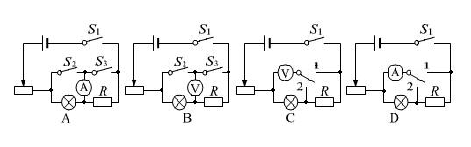 S₁ S₁ S₁ S₁
S₂ S₃ S₁ S₃ V 1 A 1
A R V R 2 R 2 R
A B C D